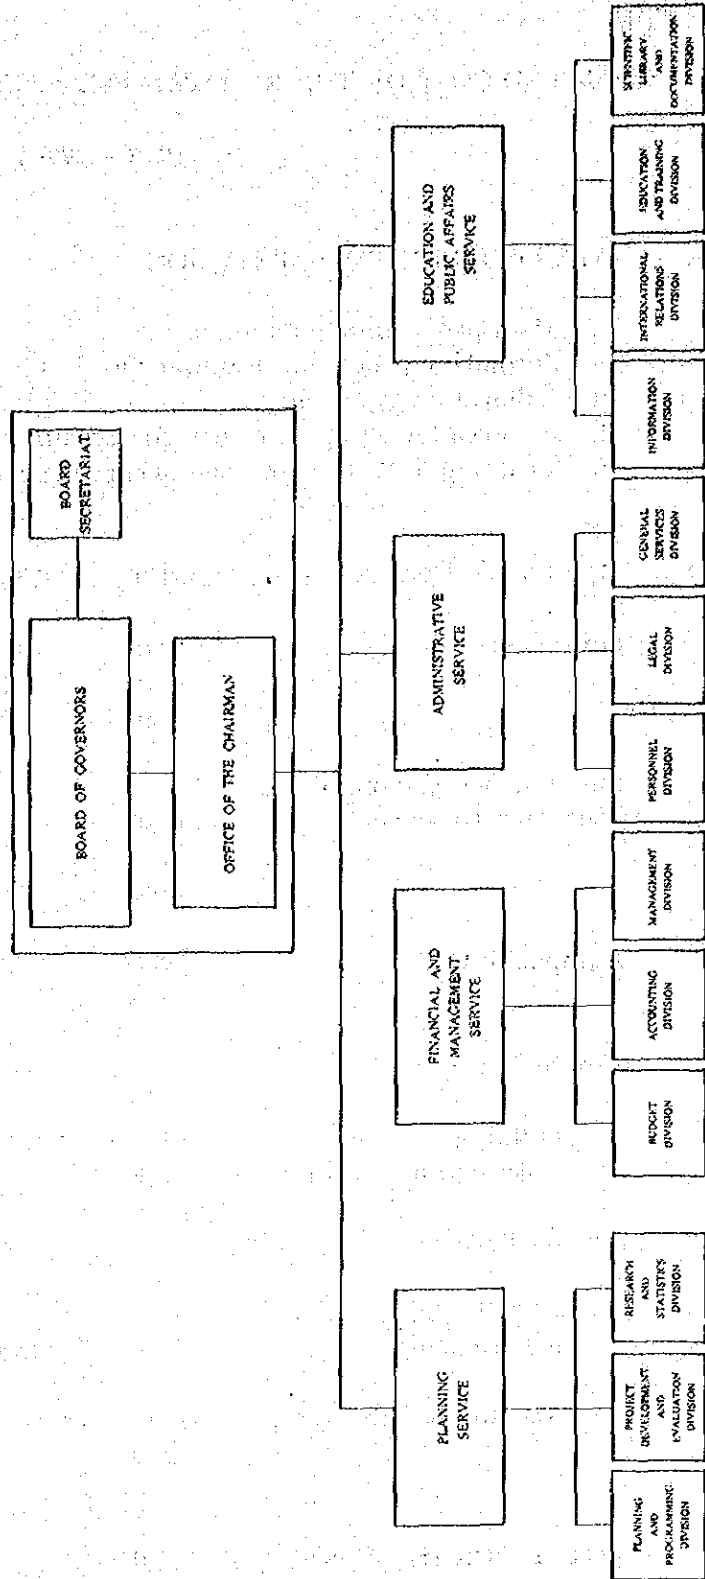 BOARD
SECRETARIAT
BOARD OF GOVERNORS
OFFICE OF THE CHAIRMAN
PLANNING
SERVICE
FINANCIAL AND
MANAGEMENT
SERVICE
ADMINISTRATIVE
SERVICE
EDUCATION AND
PUBLIC AFFAIRS
SERVICE
PLANNING
AND
PROGRAMMING
DIVISION
PROJECT
DEVELOPMENT
AND
EVALUATION
DIVISION
RESEARCH
AND
STATISTICS
DIVISION
BUDGET
DIVISION
ACCOUNTING
DIVISION
MANAGEMENT
DIVISION
PERSONNEL
DIVISION
LEGAL
DIVISION
GENERAL
SERVICES
DIVISION
INFORMATION
DIVISION
INTERNATIONAL
RELATIONS
DIVISION
EDUCATION
AND TRAINING
DIVISION
SCIENTIFIC
LIBRARY
AND
DOCUMENTATION
DIVISION